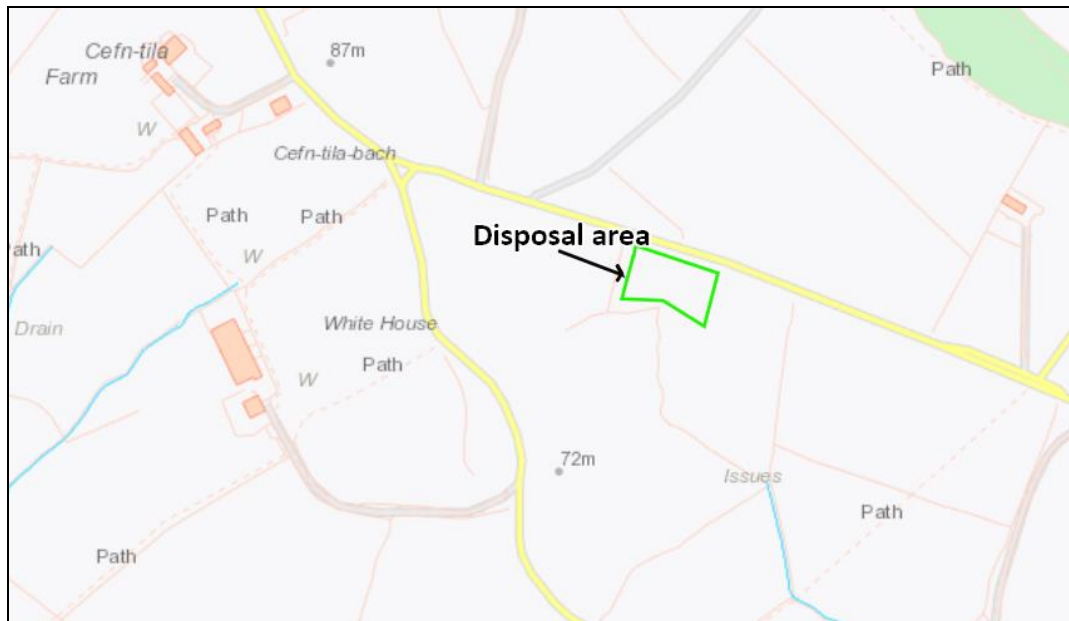 Cefn-tila
Farm
87m
Path
W
Cefn-tila-bach
Path
Path
Path
W
Disposal area
Drain
White House
Path
W
72m
Issues
Path
Path